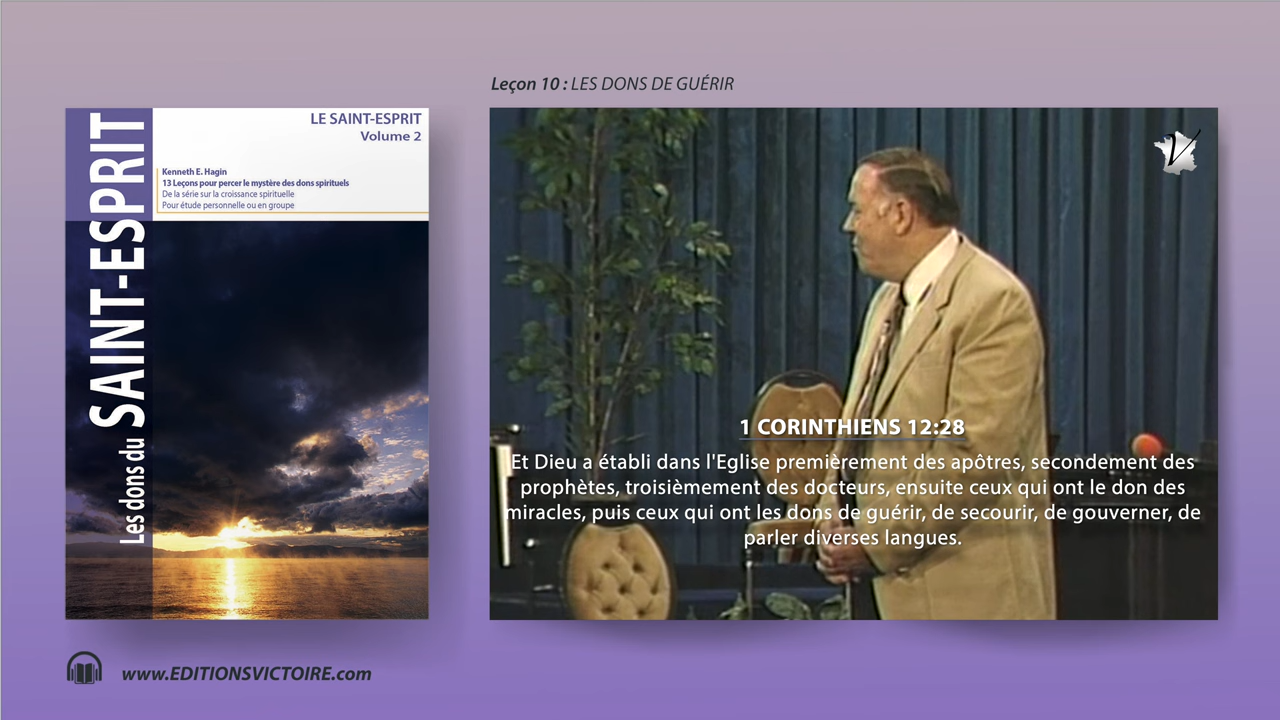 Leçon 10 : LES DONS DE GUÉRIR
LE SAINT-ESPRIT
Volume 2
Kenneth E. Hagin
13 Leçons pour percer le mystère des dons spirituels
De la série sur la croissance spirituelle
Pour étude personnelle ou en groupe
Les dons du SAINT-ESPRIT
V
1 CORINTHIENS 12:28
Et Dieu a établi dans l'Eglise premièrement des apôtres, secondement des
prophètes, troisièmement des docteurs, ensuite ceux qui ont le don des
miracles, puis ceux qui ont les dons de guérir, de secourir, de gouverner, de
parler diverses langues.
www.EDITIONSVICTOIRE.com